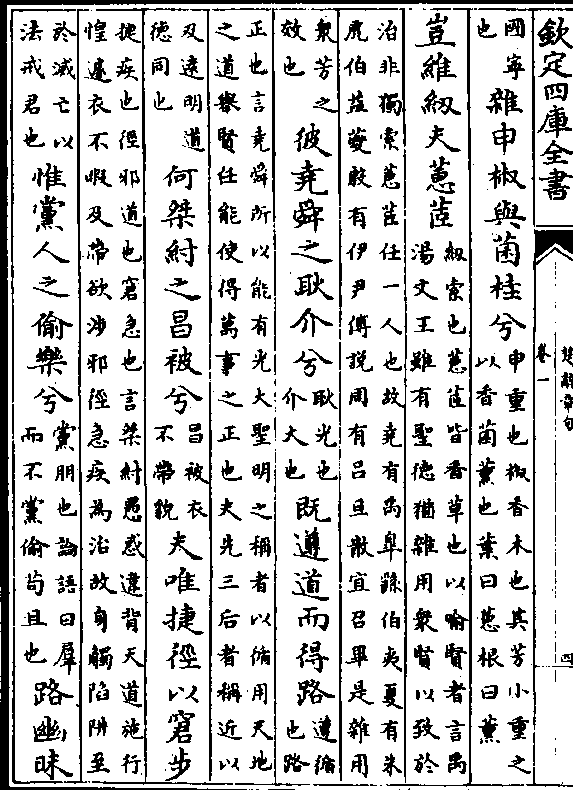 欽定四庫全書
楚辭章句
卷一
四
國寧
也
雜申椒與菌桂兮
申重也椒香木也其芳小重之
以香菌薰也葉曰蕙根曰薰
豈維紉夫蕙茝
紉索也蕙茝皆香草也以喻賢者言禹
湯文王雖有聖德猶雜用衆賢以致於
治非獨索蕙茝任一人也故堯有禹臯繇伯夷夏有朱
虎伯益夔殷有伊尹傅說周有呂旦散宜召畢是雜用
衆芳之
效也
彼堯舜之耿介兮
耿光也
介大也
既遵道而得路
遵循
也路
正也言堯舜所以能有光大聖明之稱者以循用天地
之道舉賢任能使得萬事之正也夫先三后者稱近以
及遠明道
德同也
何桀紂之昌被兮
昌被衣
不帶貌
夫唯捷徑以窘步
捷疾也徑邪道也窘急也言桀紂愚惑違背天道施行
惶遽衣不暇及帶欲涉邪徑急疾為治故身觸陷阱至
於滅亡以
法戒君也
惟黨人之偷樂兮
黨朋也論語曰羣
而不黨偷苟且也
路幽昧